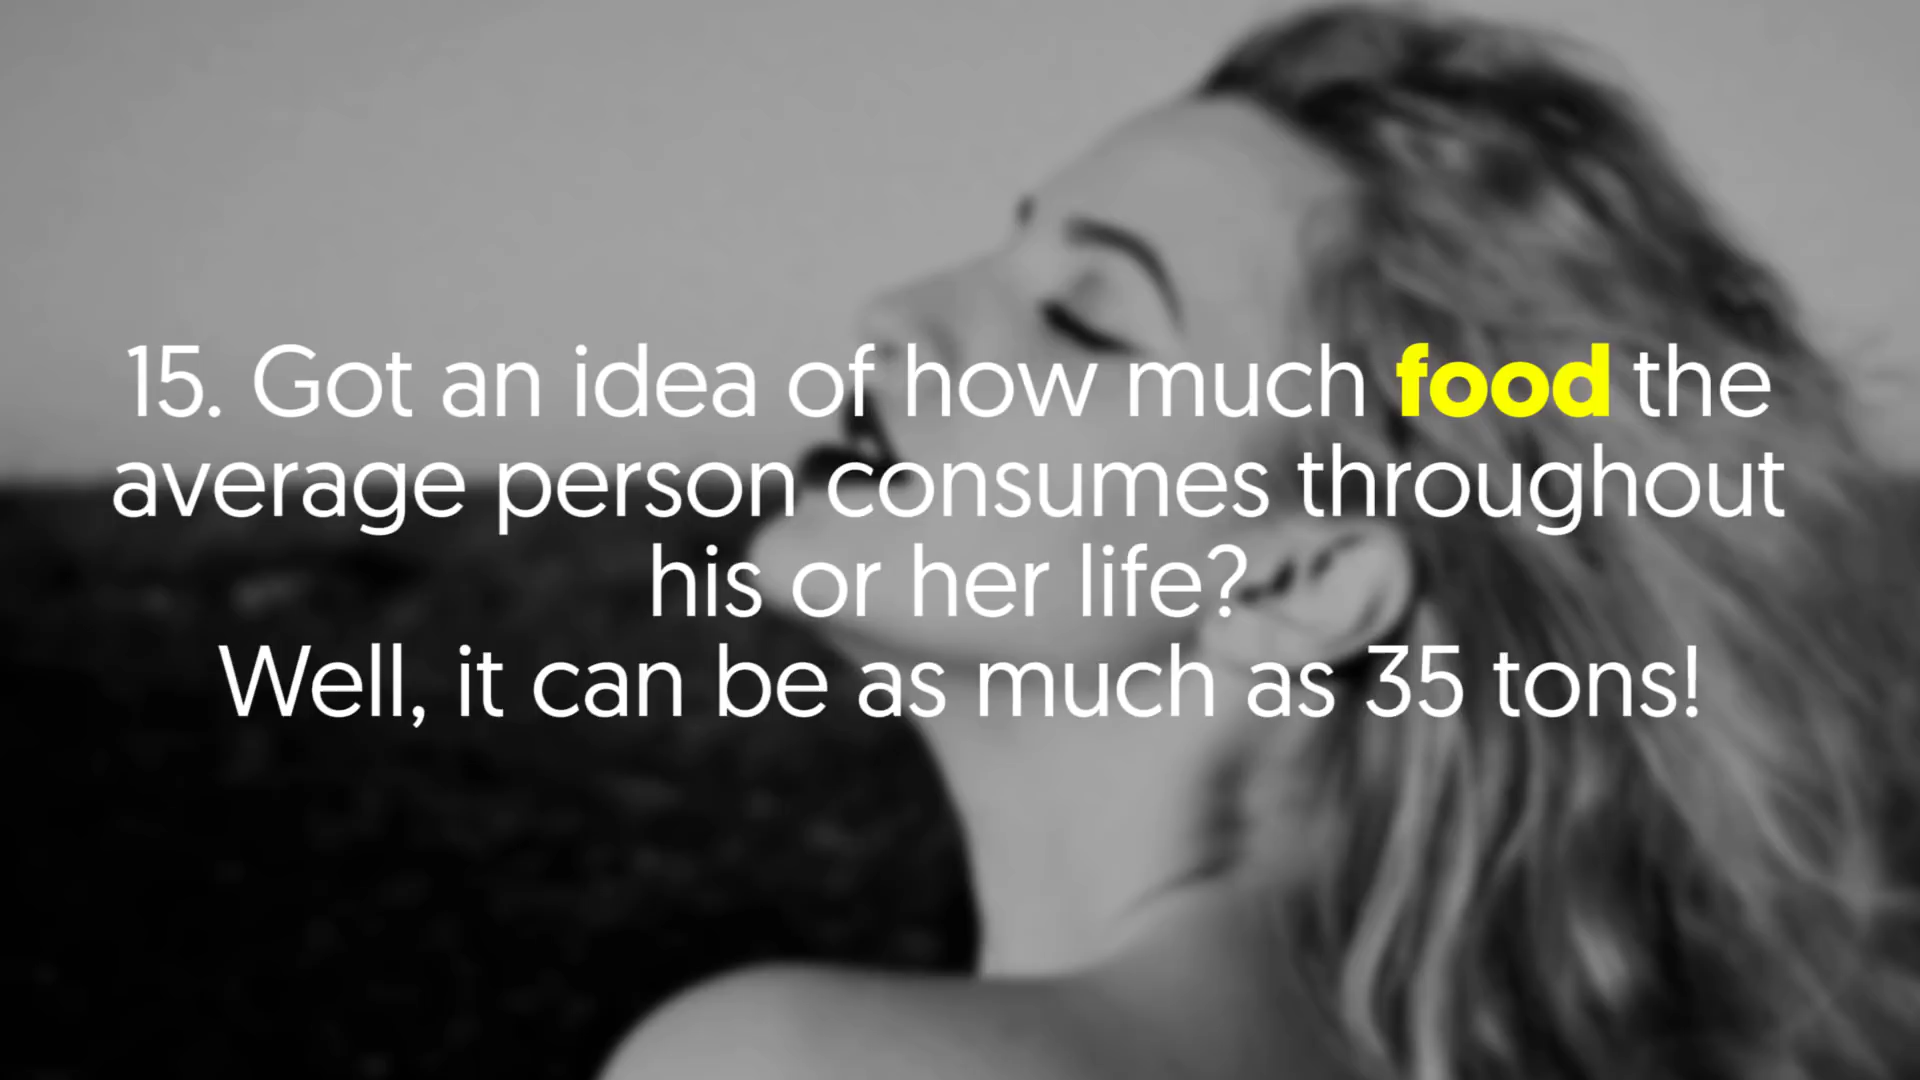 15. Got an idea of how much food the
average person consumes throughout
his or her life?
Well, it can be as much as 35 tons!